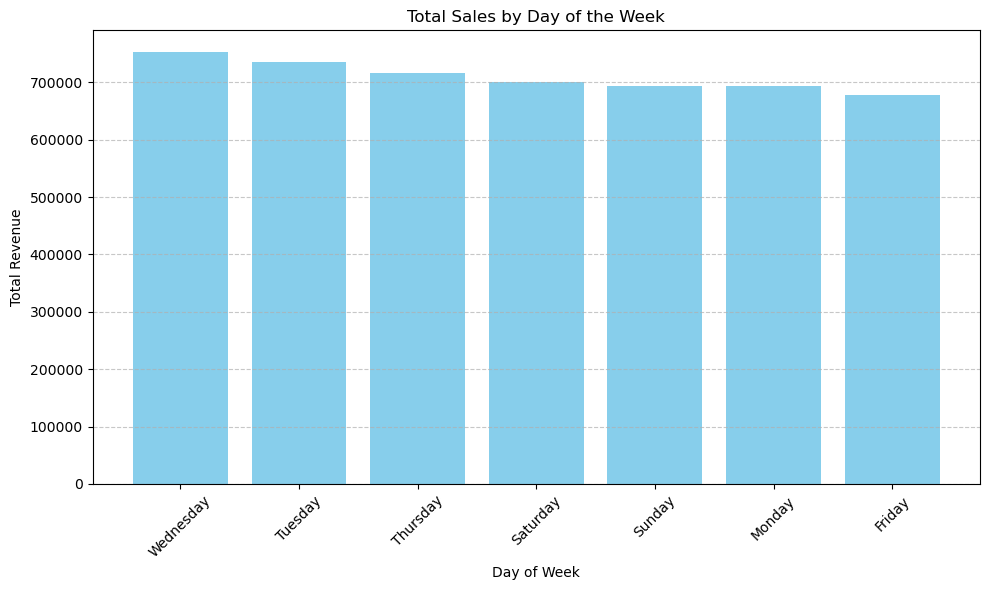 Total Sales by Day of the Week
Total Revenue
700000
600000
500000
400000
300000
200000
100000
0
Wednesday
Tuesday
Thursday
Saturday
Sunday
Monday
Friday
Day of Week